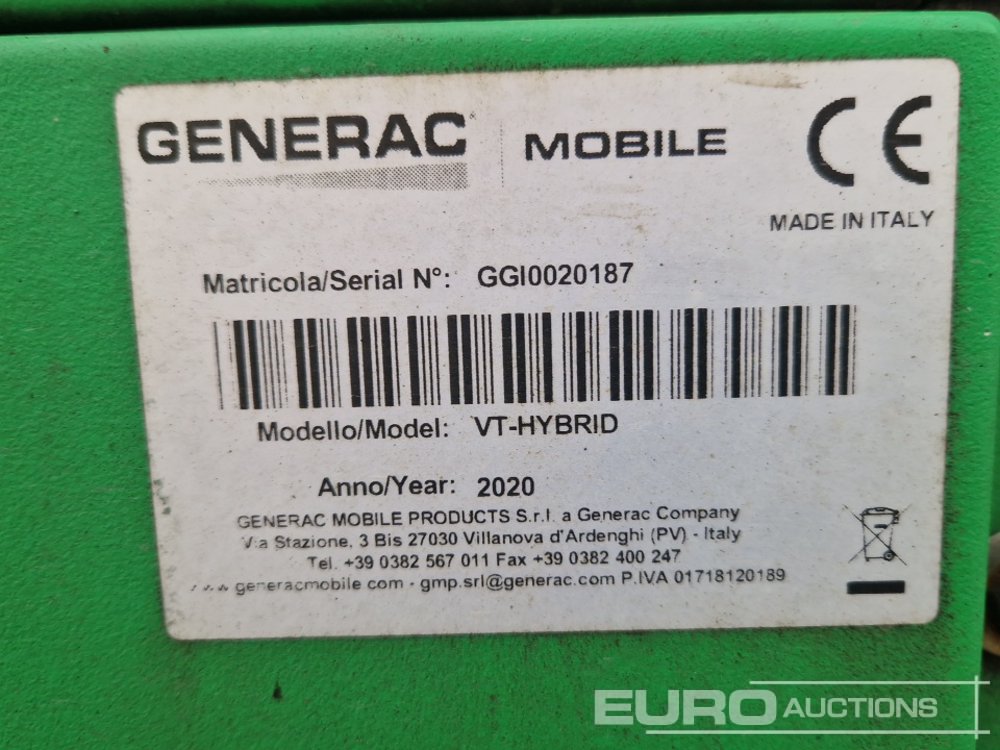 GENERAC MOBILE CE
MADE IN ITALY
Matricola/Serial N°: GGI0020187
Modello/Model: VT-HYBRID
Anno/Year: 2020
GENERAC MOBILE PRODUCTS S.r.l. a Generac Company
Via Stazione, 3 Bis 27030 Villanova d'Ardenghi (PV) - Italy
Tel. +39 0382 567 011 Fax +39 0382 400 247
www.generacmobile.com - gmp.srl@generac.com P.IVA 01718120189
EURO AUCTIONS